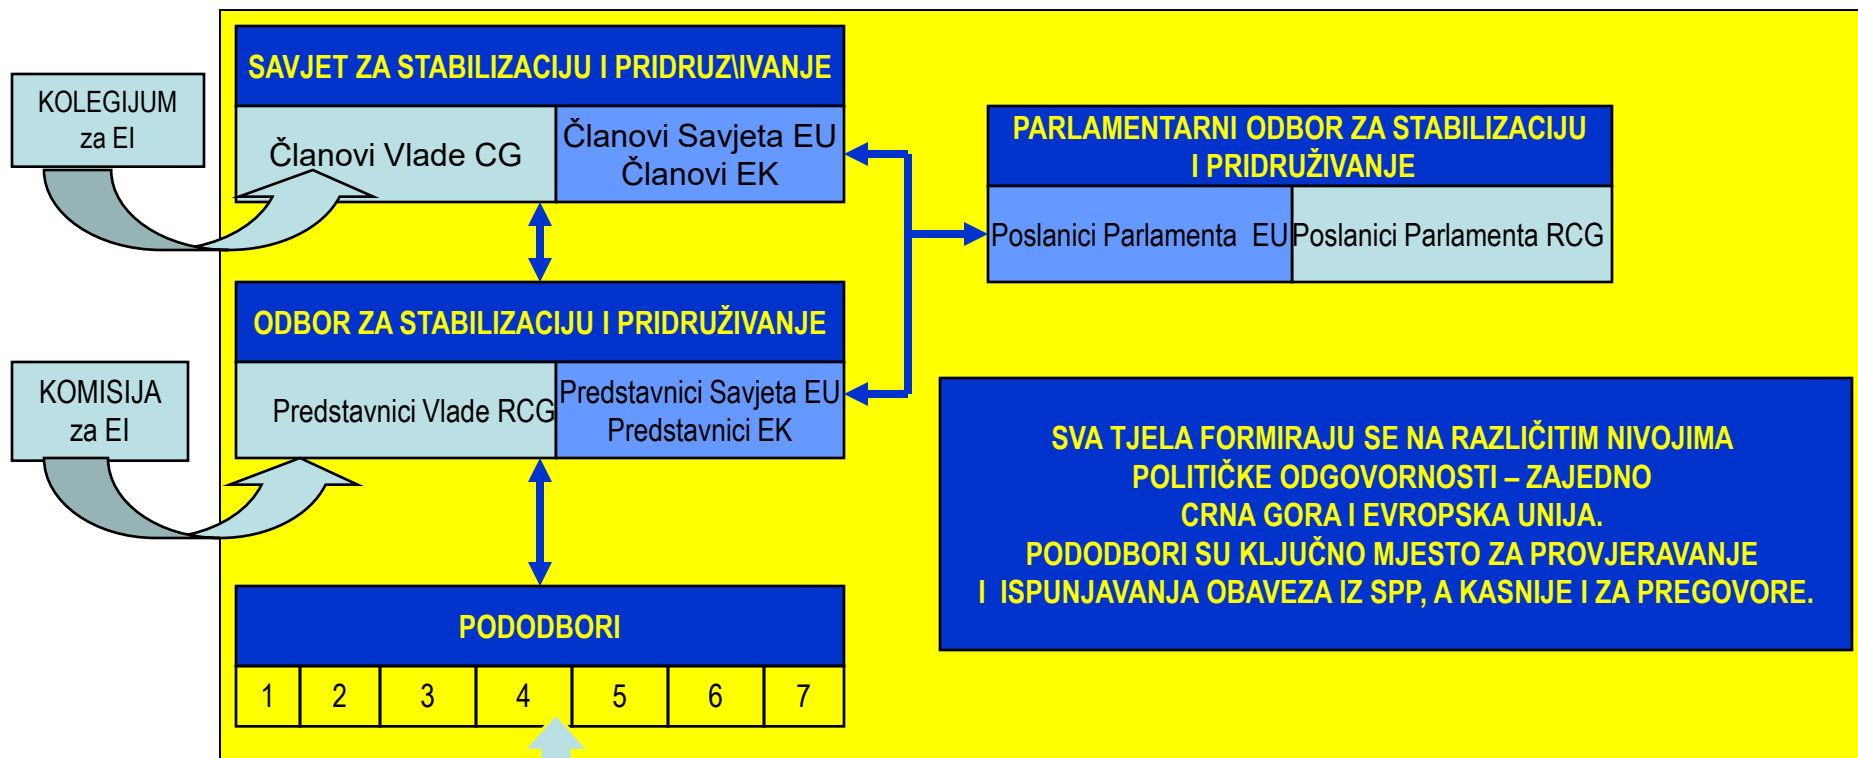 KOLEGIJUM
za EI
SAVJET ZA STABILIZACIJU I PRIDRUZ\IVANJE
Članovi Vlade CG
Članovi Savjeta EU
Članovi EK
PARLAMENTARNI ODBOR ZA STABILIZACIJU
I PRIDRUŽIVANJE
Poslanici Parlamenta EU
Poslanici Parlamenta RCG
KOMISIJA
za EI
ODBOR ZA STABILIZACIJU I PRIDRUŽIVANJE
Predstavnici Vlade RCG
Predstavnici Savjeta EU
Predstavnici EK
SVA TJELA FORMIRAJU SE NA RAZLIČITIM NIVOJIMA
POLITIČKE ODGOVORNOSTI – ZAJEDNO
CRNA GORA I EVROPSKA UNIJA.
PODODBORI SU KLJUČNO MJESTO ZA PROVJERAVANJE
I ISPUNJAVANJA OBAVEZA IZ SPP, A KASNIJE I ZA PREGOVORE.
PODODBORI
1 2 3 4 5 6 7